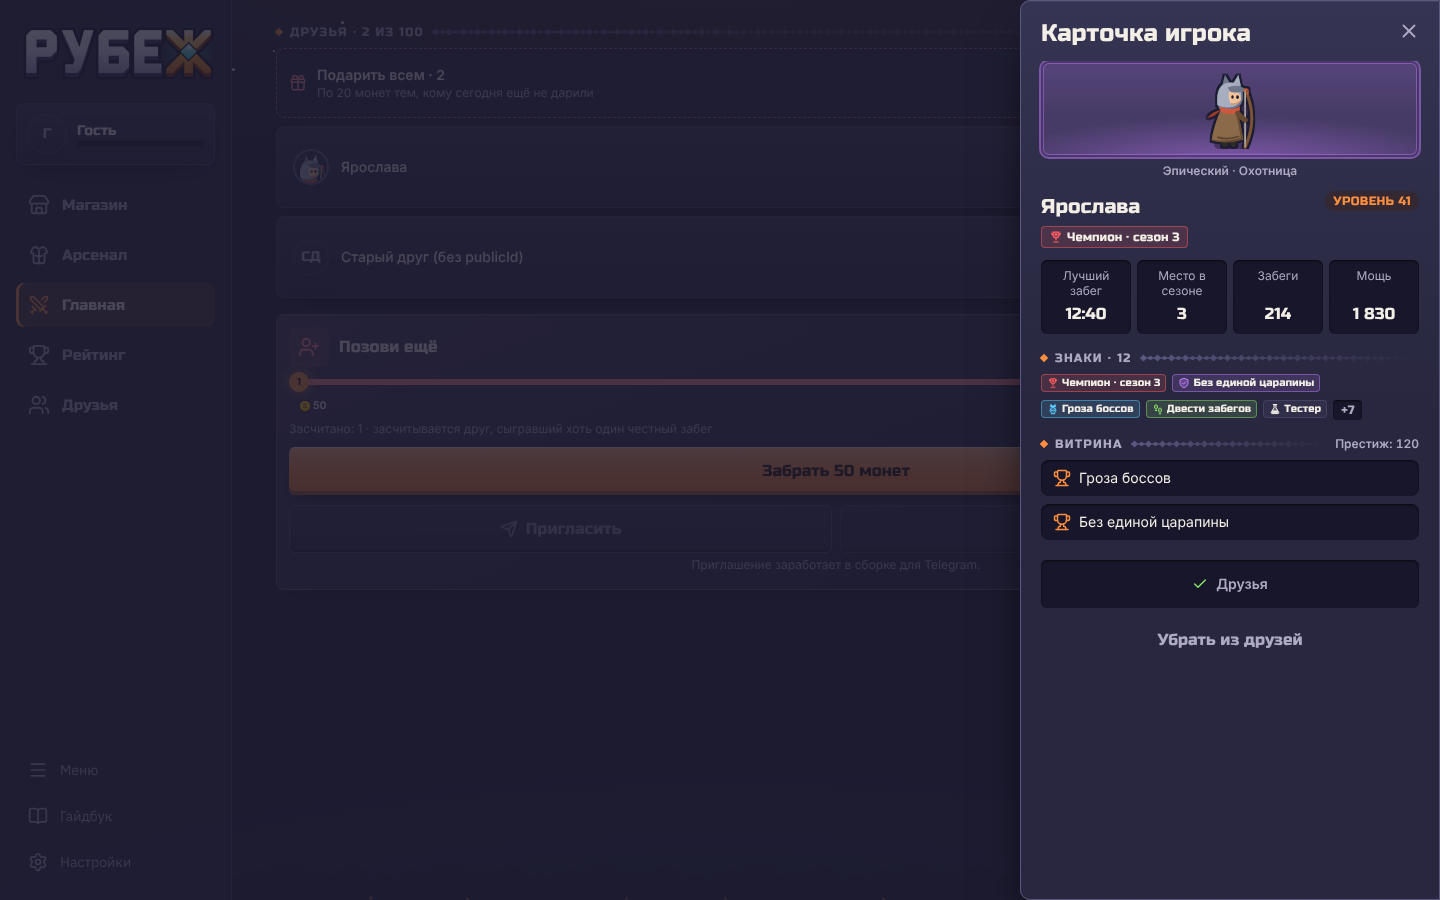 РУБЕЖ
Г
Гость
Магазин
Арсенал
Главная
Рейтинг
Друзья
Меню
Гайдбук
Настройки
ДРУЗЬЯ · 2 ИЗ 100
Подарить всем · 2
По 20 монет тем, кому сегодня ещё не дарили
Ярослава
СД
Старый друг (без publicId)
Позови ещё
1
50
Засчитано: 1 · засчитывается друг, сыгравший хоть один честный забег
Забрать 50 монет
Пригласить
Приглашение заработает в сборке для Telegram.
Карточка игрока
Эпический · Охотница
Ярослава
УРОВЕНЬ 41
Чемпион · сезон 3
Лучший забег
12:40
Место в сезоне
3
Забеги
214
Мощь
1 830
ЗНАКИ · 12
Чемпион · сезон 3
Без единой царапины
Гроза боссов
Двести забегов
Тестер
+7
ВИТРИНА
Престиж: 120
Гроза боссов
Без единой царапины
Друзья
Убрать из друзей